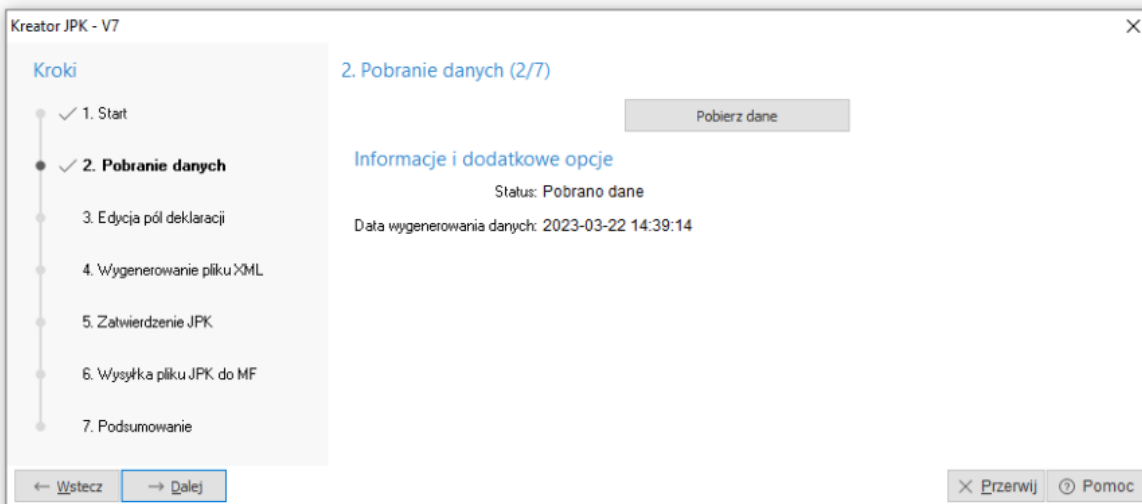 Kreator JPK - V7
Kroki
1. Start
2. Pobranie danych
3. Edycja pól deklaracji
4. Wygenerowanie pliku XML
5. Zatwierdzenie JPK
6. Wysyłka pliku JPK do MF
7. Podsumowanie
2. Pobranie danych (2/7)
Pobierz dane
Informacje i dodatkowe opcje
Status: Pobrano dane
Data wygenerowania danych: 2023-03-22 14:39:14
← Wstecz
→ Dalej
Przerwij
Pomoc